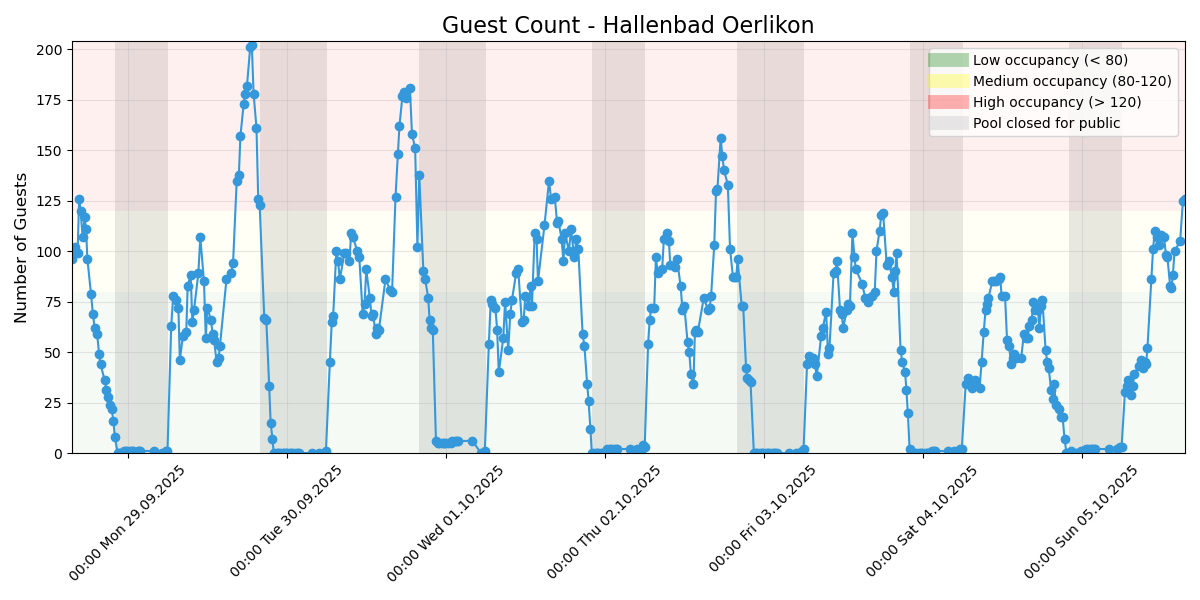 Guest Count - Hallenbad Oerlikon
Number of Guests
200
175
150
125
100
75
50
25
0
Low occupancy (< 80)
Medium occupancy (80-120)
High occupancy (> 120)
Pool closed for public
00:00 Mon 29.09.2025
00:00 Tue 30.09.2025
00:00 Wed 01.10.2025
00:00 Thu 02.10.2025
00:00 Fri 03.10.2025
00:00 Sat 04.10.2025
00:00 Sun 05.10.2025